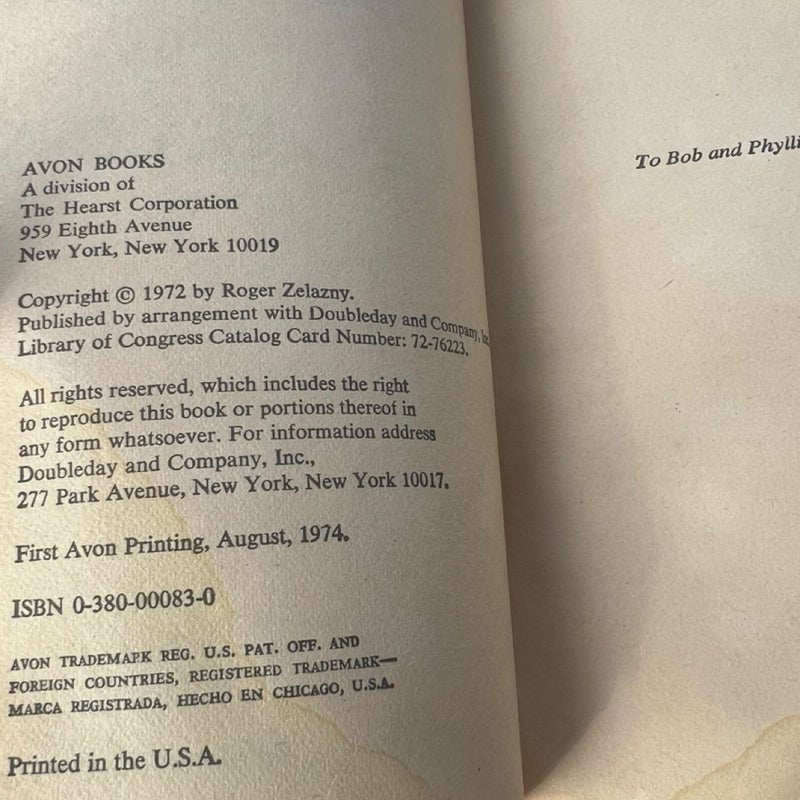 AVON BOOKS
A division of
The Hearst Corporation
959 Eighth Avenue
New York, New York 10019
Copyright © 1972 by Roger Zelazny.
Published by arrangement with Doubleday and Company,
Library of Congress Catalog Card Number: 72-76223.
All rights reserved, which includes the right
to reproduce this book or portions thereof in
any form whatsoever. For information address
Doubleday and Company, Inc.,
277 Park Avenue, New York, New York 10017.
First Avon Printing, August, 1974.
ISBN 0-380-00083-0
AVON TRADEMARK REG. U.S. PAT. OFF. AND
FOREIGN COUNTRIES, REGISTERED TRADEMARK—
MARCA REGISTRADA, HECHO EN CHICAGO, U.S.A.
Printed in the U.S.A.
To Bob and Phylli